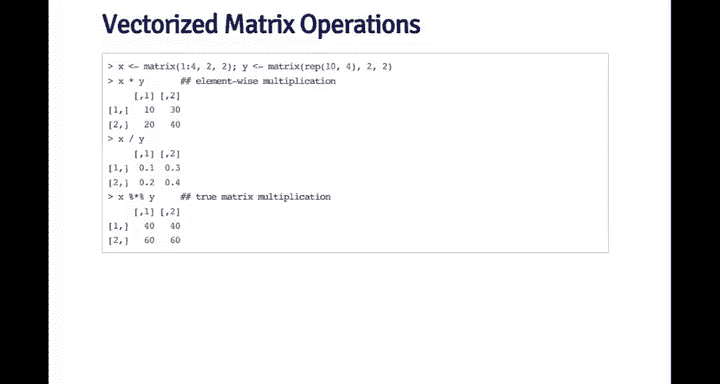 Vectorized Matrix Operations
> x <- matrix(1:4, 2, 2); y <- matrix(rep(10, 4), 2, 2)
> x * y ## element-wise multiplication
[,1] [,2]
[1,] 10 30
[2,] 20 40
> x / y
[,1] [,2]
[1,] 0.1 0.3
[2,] 0.2 0.4
> x %*% y ## true matrix multiplication
[,1] [,2]
[1,] 40 40
[2,] 60 60